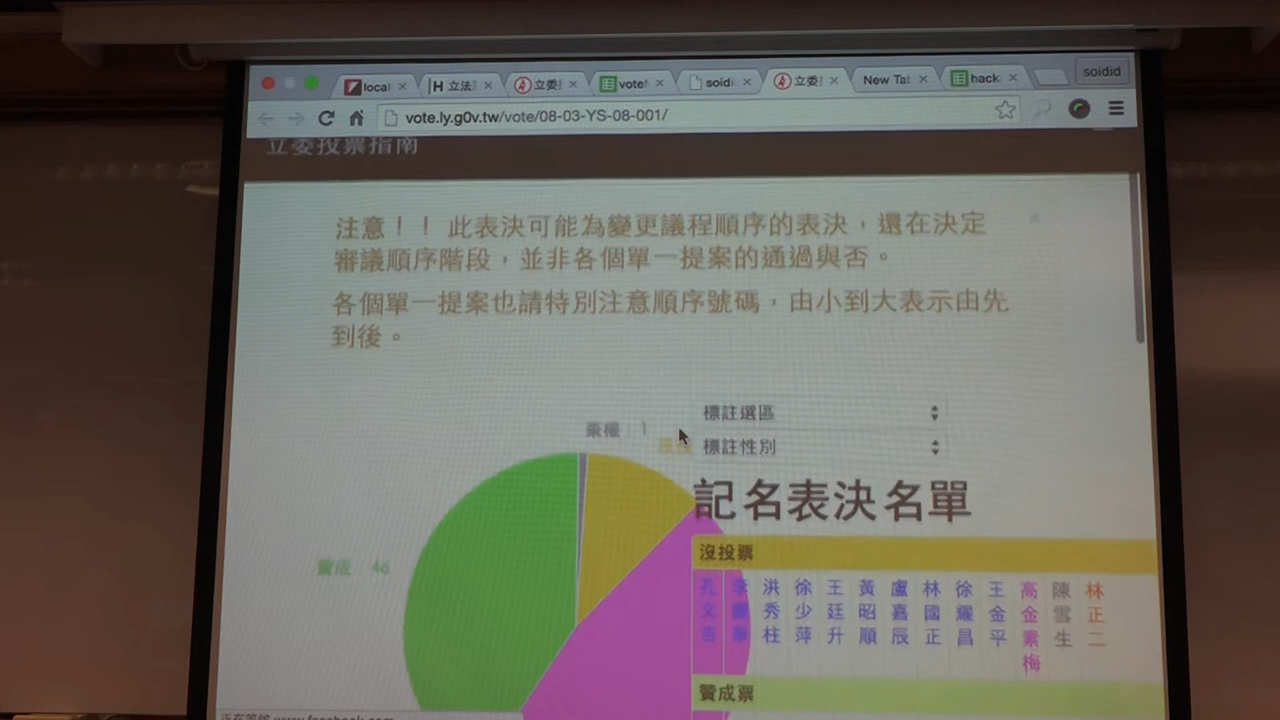 local
立法
立委
vote
soidi
立委
New Tal
hack
soidid
vote.ly.g0v.tw/vote/08-03-YS-08-001/
立委投票指南
注意！！ 此表決可能為變更議程順序的表決，還在決定
審議順序階段，並非各個單一提案的通過與否。
各個單一提案也請特別注意順序號碼，由小到大表示由先
到後。
標註選區
棄權 1
標註性別
記名表決名單
贊成 46
沒投票
孔文吉 李慶華 洪秀柱 徐少萍 王廷升 黃昭順 盧嘉辰 林國正 徐耀昌 王金平 高金素梅 陳雪生 林正二
贊成票